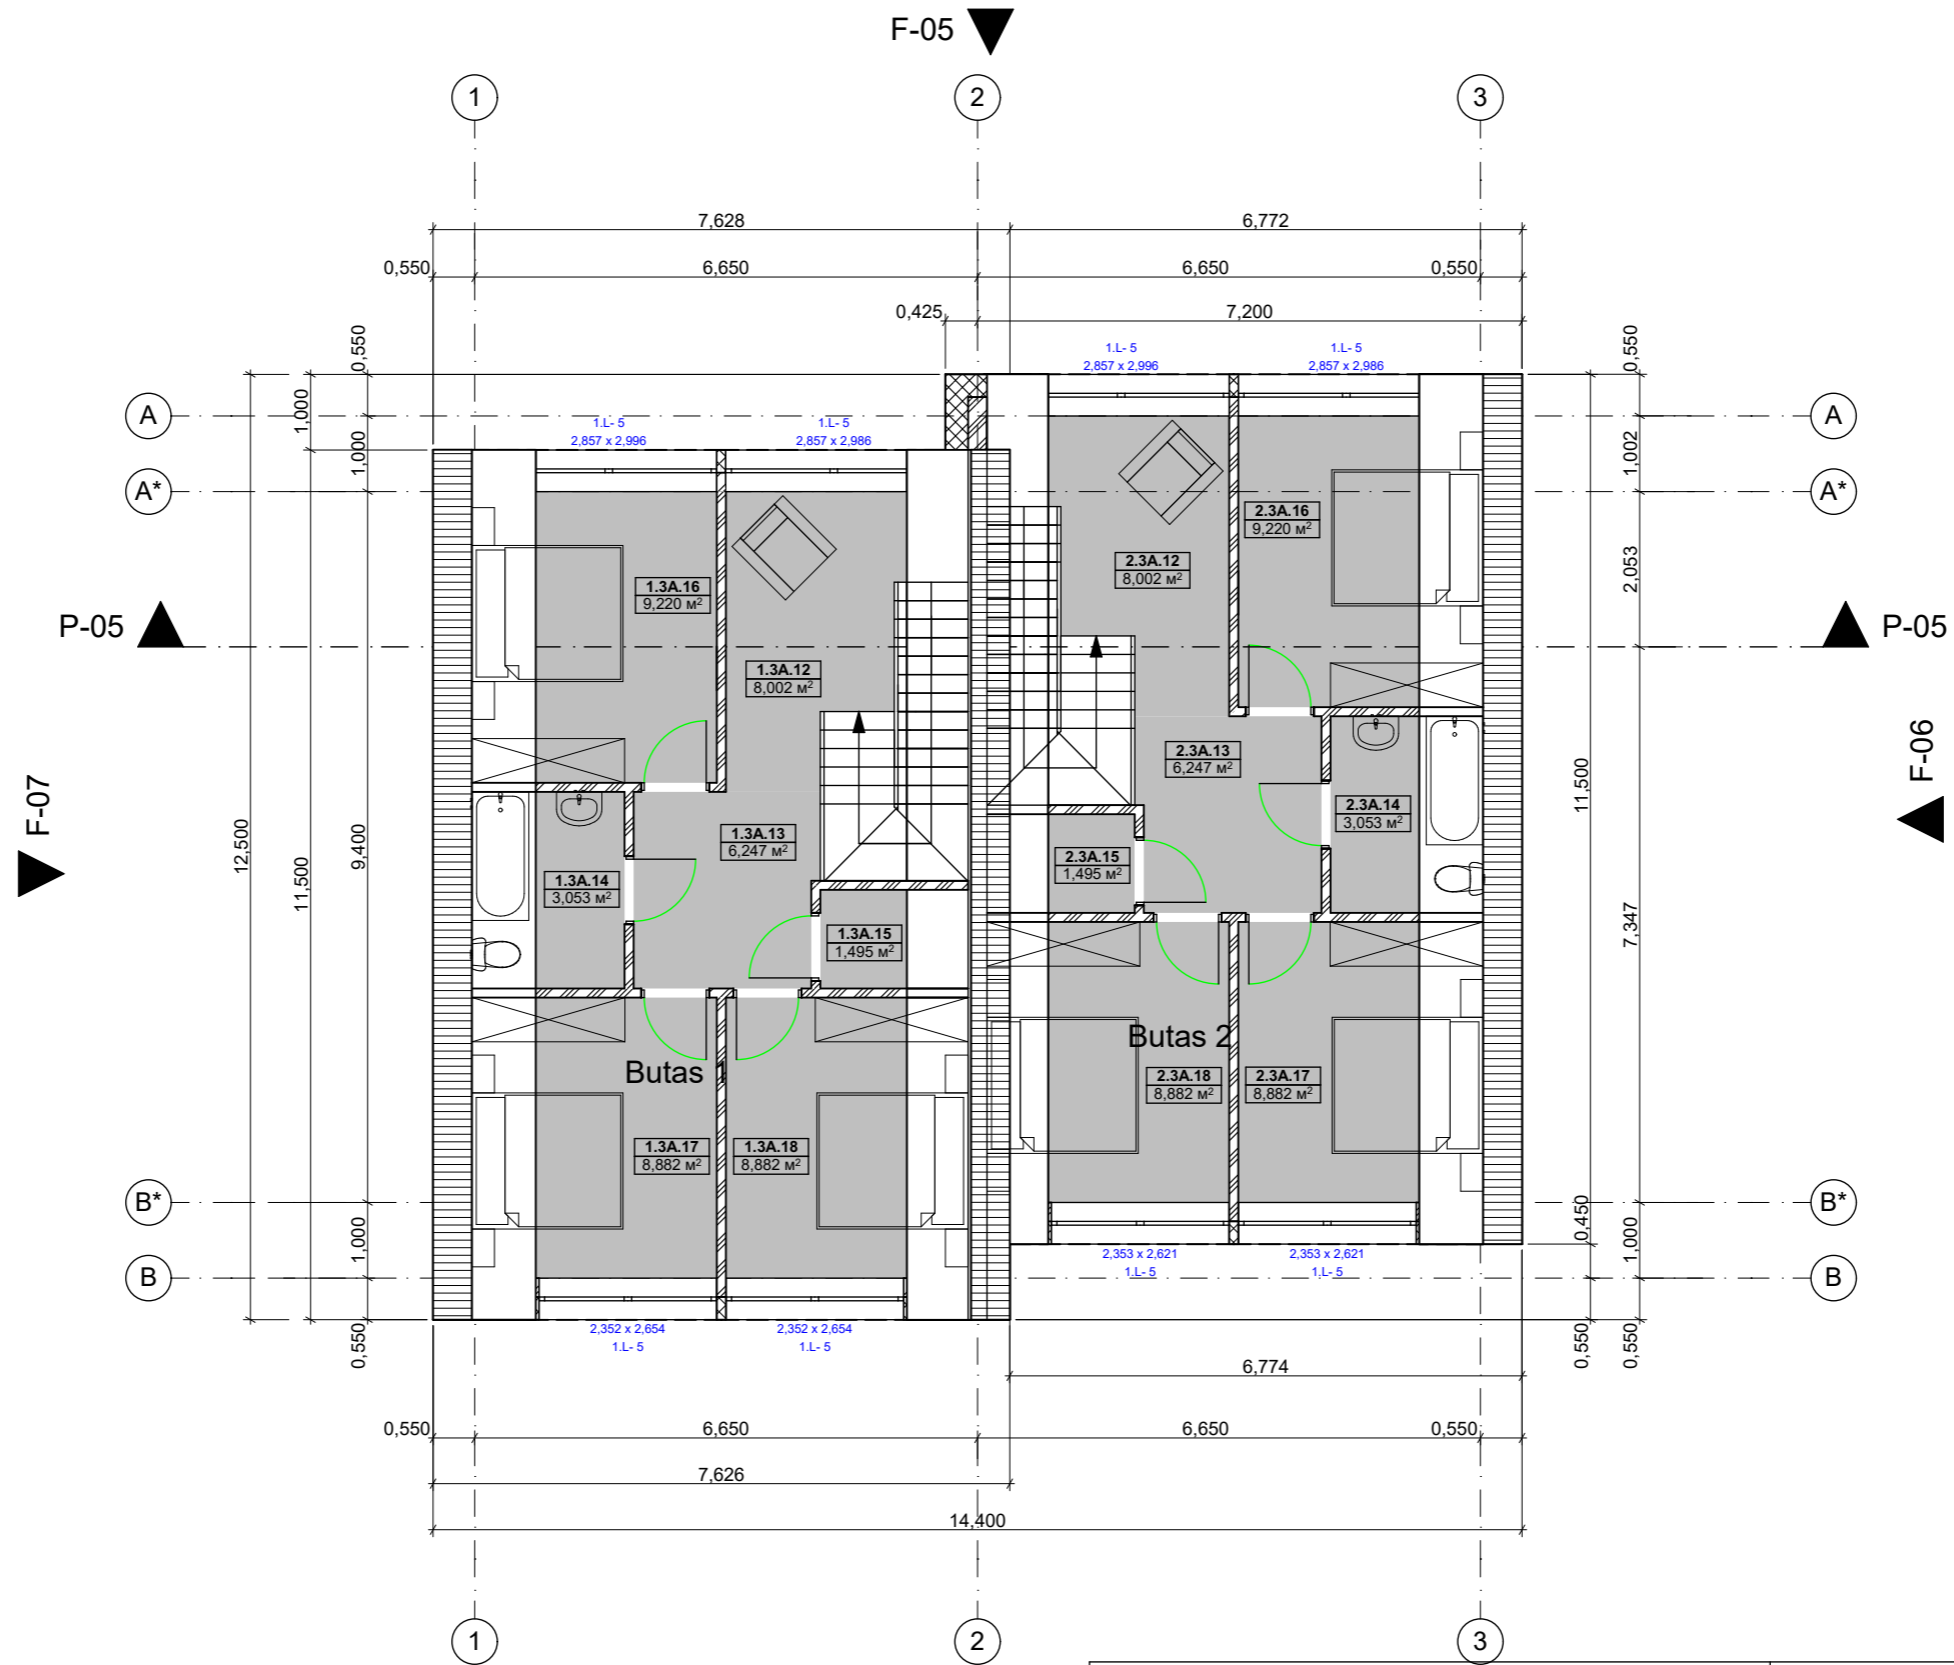 F-05
1
2
3
7,628
6,772
0,550
6,650
6,650
0,550
0,425
7,200
0,550
1.L- 5
1.L- 5
0,550
2,857 x 2,996
2,857 x 2,986
1,000
A
1.L- 5
1.L- 5
A
1,000
2,857 x 2,996
2,857 x 2,986
1,002
A*
A*
2.3A.16
9,220 м²
1.3A.16
9,220 м²
2.3A.12
8,002 м²
2,053
P-05
P-05
1.3A.12
8,002 м²
2.3A.13
6,247 м²
F-07
F-06
12,500
11,500
9,400
1.3A.13
6,247 м²
2.3A.14
3,053 м²
11,500
1.3A.14
3,053 м²
2.3A.15
1,495 м²
1.3A.15
1,495 м²
7,347
Butas 1
Butas 2
2.3A.18
8,882 м²
2.3A.17
8,882 м²
1.3A.17
8,882 м²
1.3A.18
8,882 м²
B*
B*
1,000
0,450
1,000
2,353 x 2,621
2,353 x 2,621
1.L- 5
1.L- 5
B
B
0,550
2,352 x 2,654
2,352 x 2,654
1.L- 5
1.L- 5
0,550
0,550
6,774
0,550
6,650
6,650
0,550
7,626
14,400
1
2
3